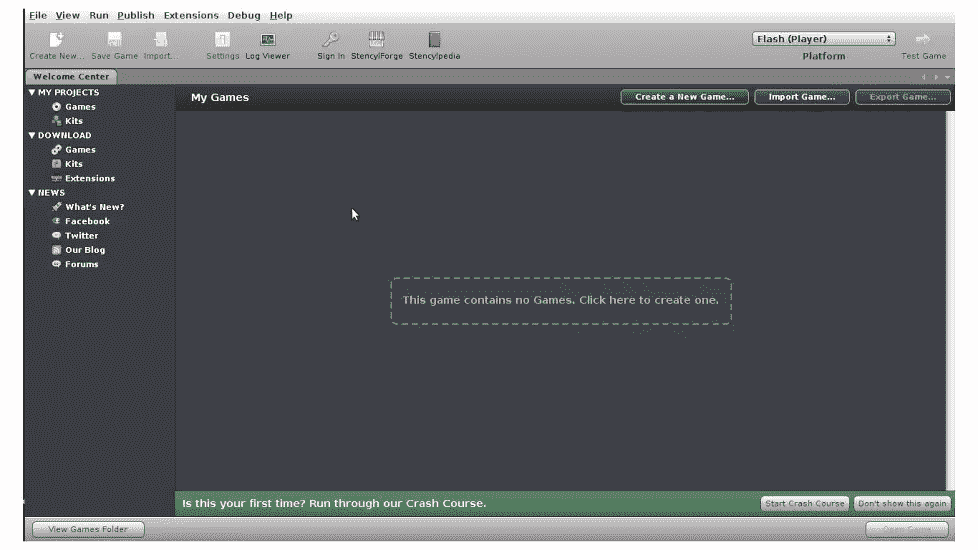 File View Run Publish Extensions Debug Help
Create New... Save Game Import... Settings Log Viewer Sign In StencylForge Stencylpedia Flash (Player) Platform Test Game
Welcome Center
MY PROJECTS
Games
Kits
DOWNLOAD
Games
Kits
Extensions
NEWS
What's New?
Facebook
Twitter
Our Blog
Forums
My Games Create a New Game... Import Game... Export Game...
This game contains no Games. Click here to create one.
Is this your first time? Run through our Crash Course. Start Crash Course Don't show this again
View Games Folder Open Game